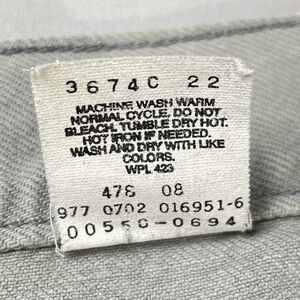 3674C 22
MACHINE WASH WARM
NORMAL CYCLE. DO NOT
BLEACH. TUMBLE DRY HOT.
HOT IRON IF NEEDED.
WASH AND DRY WITH LIKE
COLORS.
WPL 423
478 08
977 0702 016951-6
00550-0694